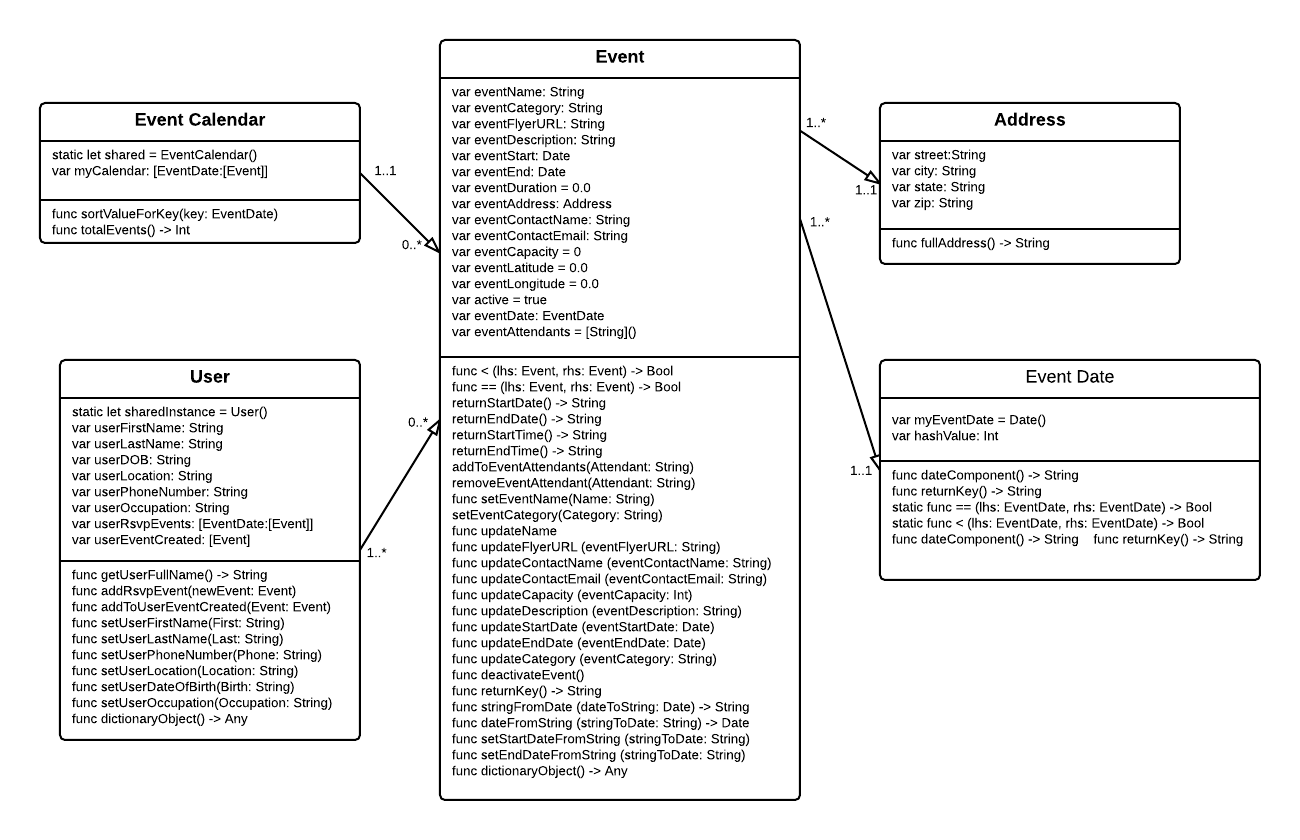 Event Calendar
static let shared = EventCalendar()
var myCalendar: [EventDate:[Event]]
func sortValueForKey(key: EventDate)
func totalEvents() -> Int
1..1
0..*
User
static let sharedInstance = User()
var userFirstName: String
var userLastName: String
var userDOB: String
var userLocation: String
var userPhoneNumber: String
var userOccupation: String
var userRsvpEvents: [EventDate:[Event]]
var userEventCreated: [Event]
func getUserFullName() -> String
func addRsvpEvent(newEvent: Event)
func addToUserEventCreated(Event: Event)
func setUserFirstName(First: String)
func setUserLastName(Last: String)
func setUserPhoneNumber(Phone: String)
func setUserLocation(Location: String)
func setUserDateOfBirth(Birth: String)
func setUserOccupation(Occupation: String)
func dictionaryObject() -> Any
0..*
1..*
Event
var eventName: String
var eventCategory: String
var eventFlyerURL: String
var eventDescription: String
var eventStart: Date
var eventEnd: Date
var eventDuration = 0.0
var eventAddress: Address
var eventContactName: String
var eventContactEmail: String
var eventCapacity = 0
var eventLatitude = 0.0
var eventLongitude = 0.0
var active = true
var eventDate: EventDate
var eventAttendants = [String]()
func < (lhs: Event, rhs: Event) -> Bool
func == (lhs: Event, rhs: Event) -> Bool
returnStartDate() -> String
returnEndDate() -> String
returnStartTime() -> String
returnEndTime() -> String
addToEventAttendants(Attendant: String)
removeEventAttendant(Attendant: String)
func setEventName(Name: String)
setEventCategory(Category: String)
func updateName
func updateFlyerURL (eventFlyerURL: String)
func updateContactName (eventContactName: String)
func updateContactEmail (eventContactEmail: String)
func updateCapacity (eventCapacity: Int)
func updateDescription (eventDescription: String)
func updateStartDate (eventStartDate: Date)
func updateEndDate (eventEndDate: Date)
func updateCategory (eventCategory: String)
func deactivateEvent()
func returnKey() -> String
func stringFromDate (dateToString: Date) -> String
func dateFromString (stringToDate: String) -> Date
func setStartDateFromString (stringToDate: String)
func setEndDateFromString (stringToDate: String)
func dictionaryObject() -> Any
1..*
1..1
1..*
1..1
Address
var street:String
var city: String
var state: String
var zip: String
func fullAddress() -> String
Event Date
var myEventDate = Date()
var hashValue: Int
func dateComponent() -> String
func returnKey() -> String
static func == (lhs: EventDate, rhs: EventDate) -> Bool
static func < (lhs: EventDate, rhs: EventDate) -> Bool
func dateComponent() -> String    func returnKey() -> String